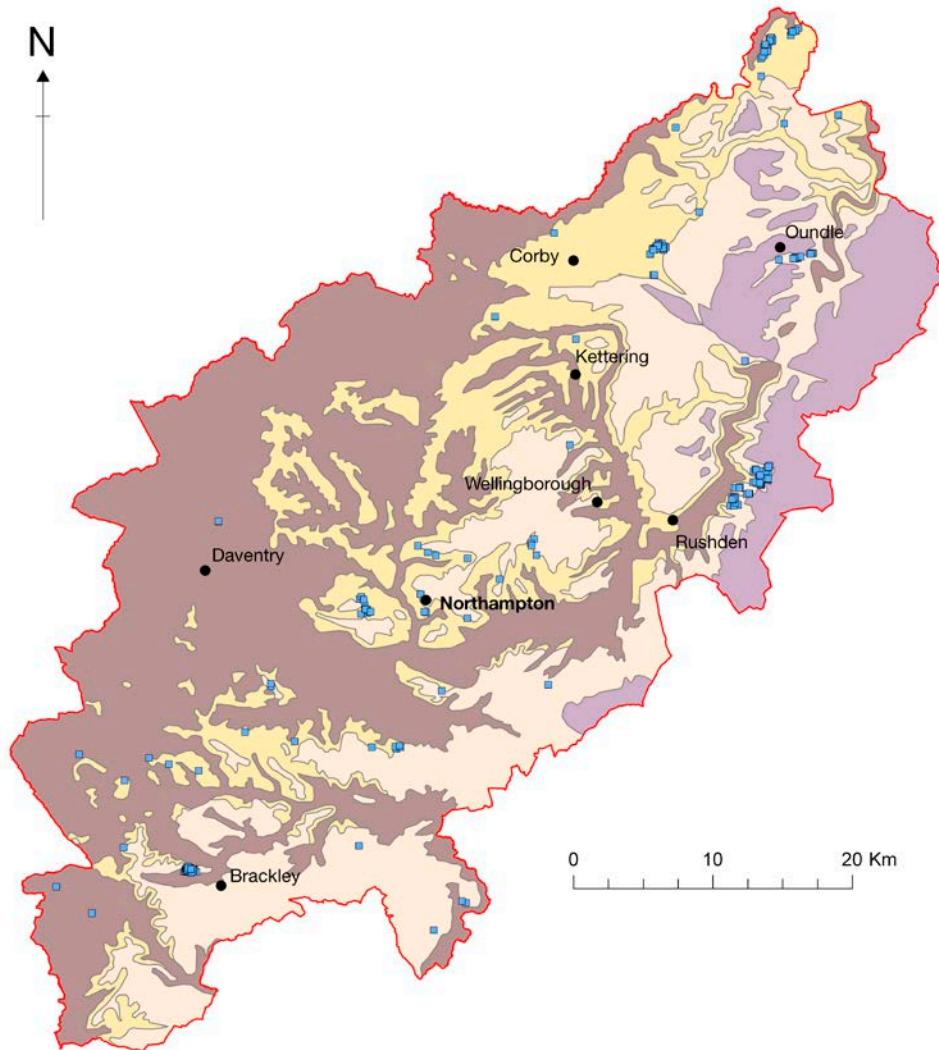 N
Oundle
Corby
Kettering
Wellingborough
Rushden
Daventry
Northampton
0 10 20 Km
Brackley